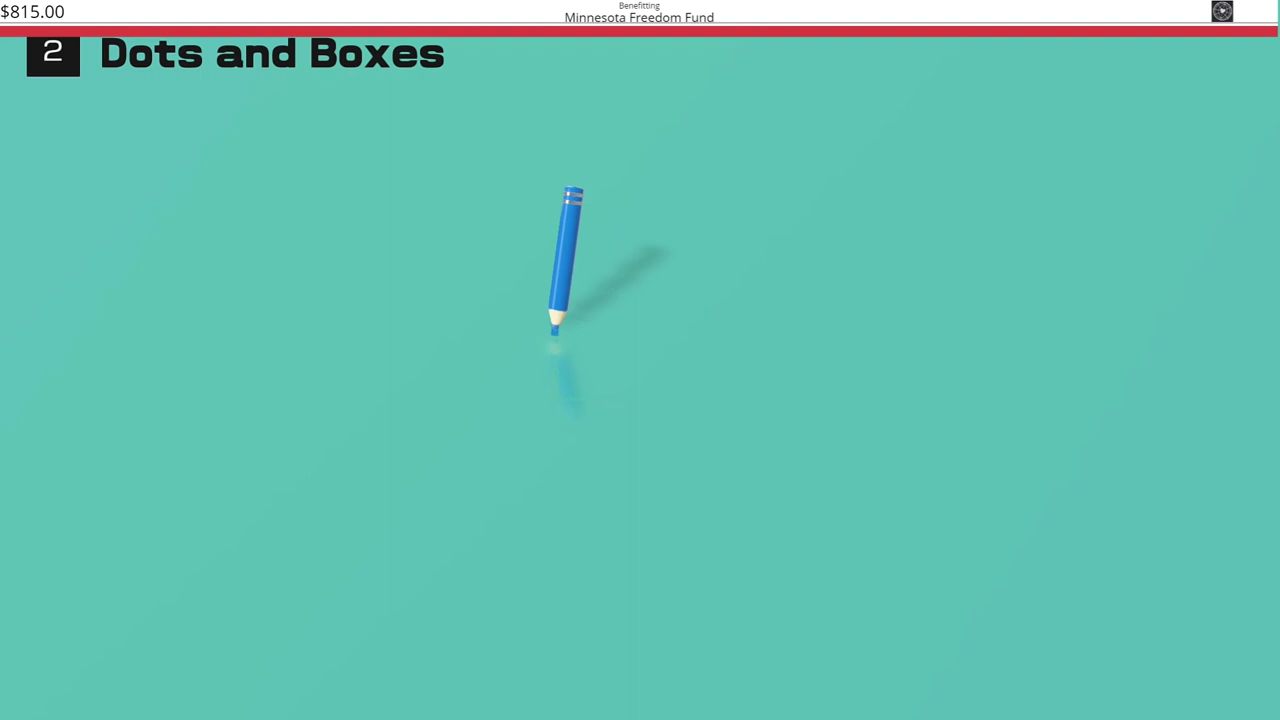 $815.00
Benefitting
Minnesota Freedom Fund
2
Dots and Boxes